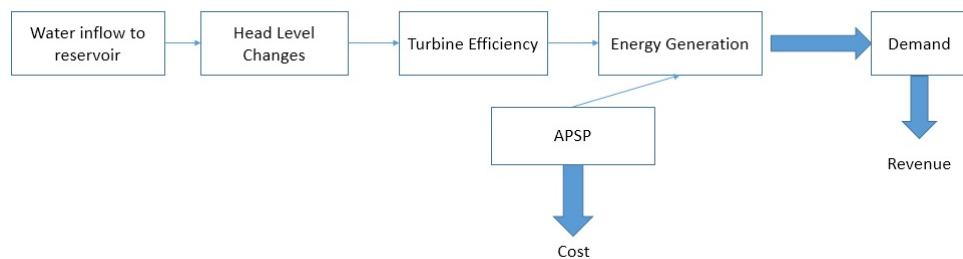 Water inflow to
reservoir
Head Level
Changes
Turbine Efficiency
Energy Generation
Demand
APSP
Revenue
Cost